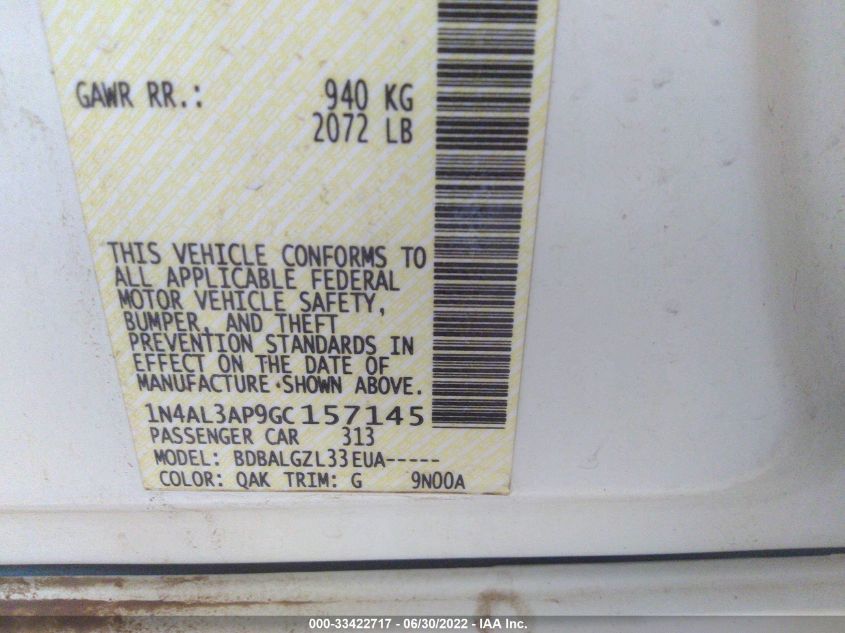 GAWR RR.: 940 KG
2072 LB
THIS VEHICLE CONFORMS TO
ALL APPLICABLE FEDERAL
MOTOR VEHICLE SAFETY,
BUMPER, AND THEFT
PREVENTION STANDARDS IN
EFFECT ON THE DATE OF
MANUFACTURE SHOWN ABOVE.
1N4AL3AP9GC157145
PASSENGER CAR 313
MODEL: BDBALGZL33EUA-----
COLOR: QAK TRIM: G 9N00A
000-33422717 - 06/30/2022 - IAA Inc.